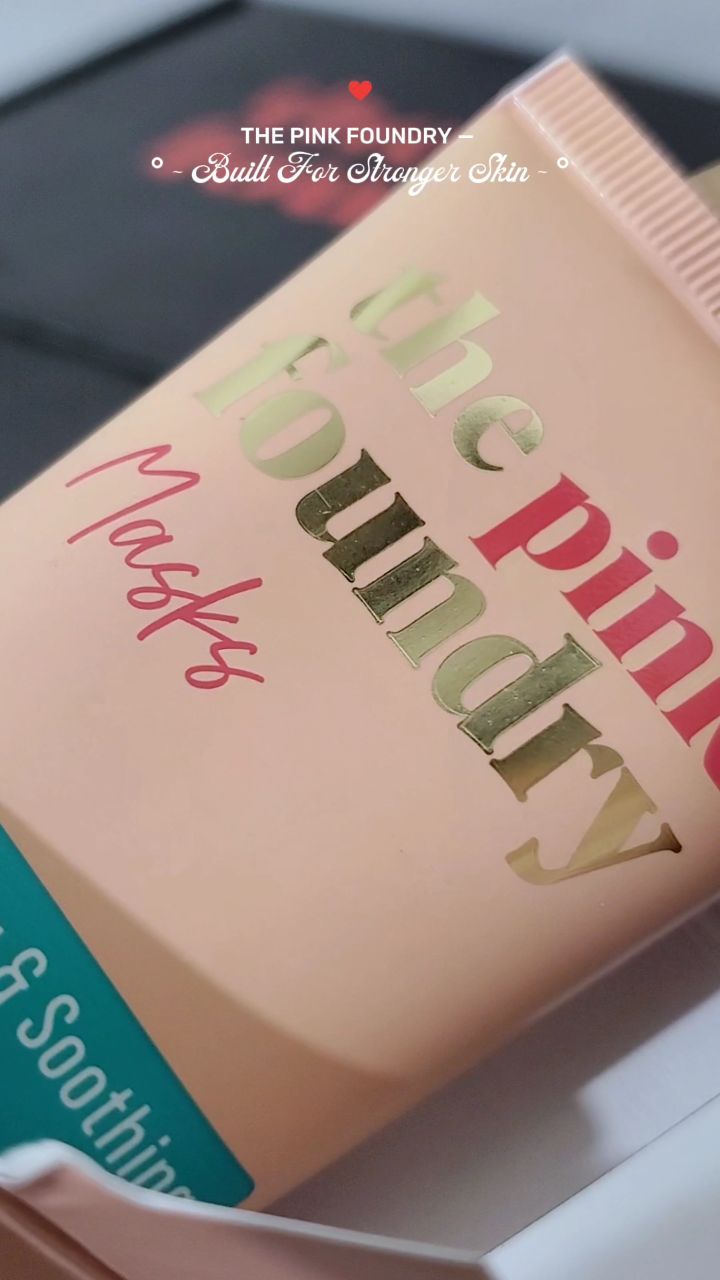 THE PINK FOUNDRY –
~ Built For Stronger Skin ~
the pink
foundry
Masks
& Soothing